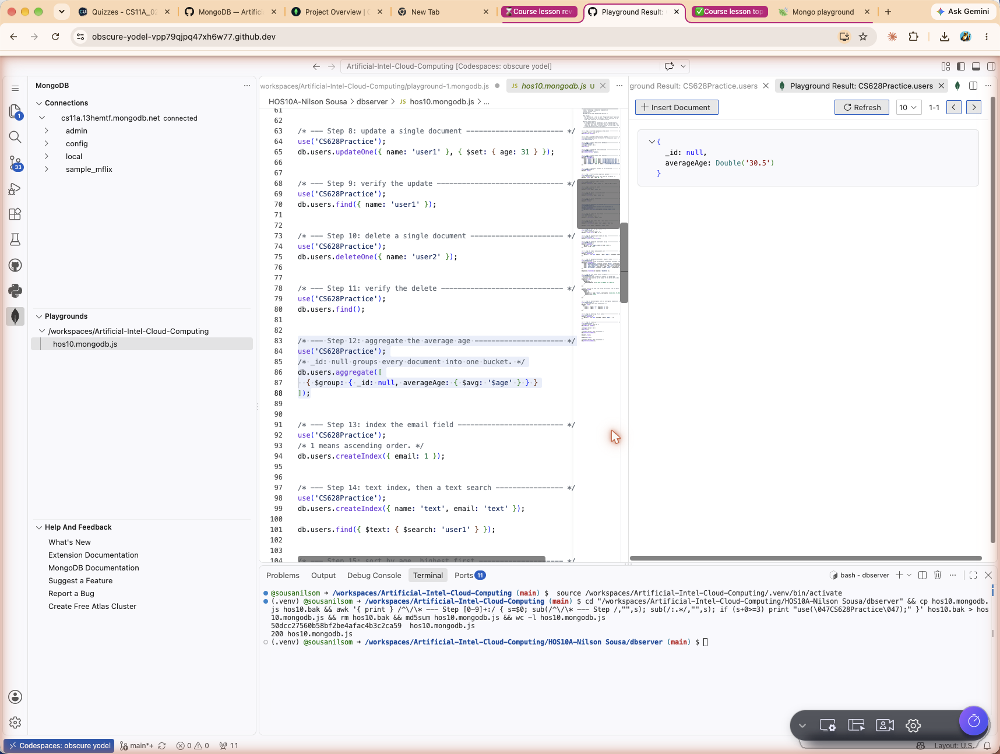 Quizzes - CS11A_02
MongoDB — Artific
Project Overview | C
New Tab
⌛Course lesson rev
Playground Result:
✅Course lesson top
Mongo playground
Ask Gemini
obscure-yodel-vpp79qjpq47xh6w77.github.dev
Artificial-Intel-Cloud-Computing [Codespaces: obscure yodel]
MongoDB
Connections
cs11a.13hemtf.mongodb.net connected
admin
config
local
sample_mflix
1
33
Playgrounds
/workspaces/Artificial-Intel-Cloud-Computing
hos10.mongodb.js
Help And Feedback
What's New
Extension Documentation
MongoDB Documentation
Suggest a Feature
Report a Bug
Create Free Atlas Cluster
workspaces/Artificial-Intel-Cloud-Computing/playground-1.mongodb.js
JS hos10.mongodb.js U
HOS10A-Nilson Sousa > dbserver > JS hos10.mongodb.js > ...
61
62
63 /* --- Step 8: update a single document ----------------------- */
64 use('CS628Practice');
65 db.users.updateOne({ name: 'user1' }, { $set: { age: 31 } });
66
67
68 /* --- Step 9: verify the update ------------------------------ */
69 use('CS628Practice');
70 db.users.find({ name: 'user1' });
71
72
73 /* --- Step 10: delete a single document ---------------------- */
74 use('CS628Practice');
75 db.users.deleteOne({ name: 'user2' });
76
77
78 /* --- Step 11: verify the delete ----------------------------- */
79 use('CS628Practice');
80 db.users.find();
81
82
83 /* --- Step 12: aggregate the average age --------------------- */
84 use('CS628Practice');
85 /* _id: null groups every document into one bucket. */
86 db.users.aggregate([
87 { $group: { _id: null, averageAge: { $avg: '$age' } } }
88 ]);
89
90
91 /* --- Step 13: index the email field ------------------------- */
92 use('CS628Practice');
93 /* 1 means ascending order. */
94 db.users.createIndex({ email: 1 });
95
96
97 /* --- Step 14: text index, then a text search ---------------- */
98 use('CS628Practice');
99 db.users.createIndex({ name: 'text', email: 'text' });
100
101 db.users.find({ $text: { $search: 'user1' } });
102
103
104 /* --- Step 15: sort by age, highest first -------------------- */
ground Result: CS628Practice.users
Playground Result: CS628Practice.users
Insert Document
Refresh
10
1-1
{
_id: null,
averageAge: Double('30.5')
}
Problems
Output
Debug Console
Terminal
Ports 11
bash - dbserver
@sousanilsom → /workspaces/Artificial-Intel-Cloud-Computing (main) $ source /workspaces/Artificial-Intel-Cloud-Computing/.venv/bin/activate
(.venv) @sousanilsom → /workspaces/Artificial-Intel-Cloud-Computing (main) $ cd "/workspaces/Artificial-Intel-Cloud-Computing/HOS10A-Nilson Sousa/dbserver" && cp hos10.mongodb.
js hos10.bak && awk '{ print } /^\/\* --- Step [0-9]+:/ { s=$0; sub(/^\/\* --- Step /,"",s); sub(/:.*/,"",s); if (s+0>=3) print "use(\047CS628Practice\047);" }' hos10.bak > hos
10.mongodb.js && rm hos10.bak && md5sum hos10.mongodb.js && wc -l hos10.mongodb.js
50dcc27560b58bf2be4afac4b3c2ca59 hos10.mongodb.js
200 hos10.mongodb.js
(.venv) @sousanilsom → /workspaces/Artificial-Intel-Cloud-Computing/HOS10A-Nilson Sousa/dbserver (main) $
Codespaces: obscure yodel
main*+
0
0
11
Layout: U.S.